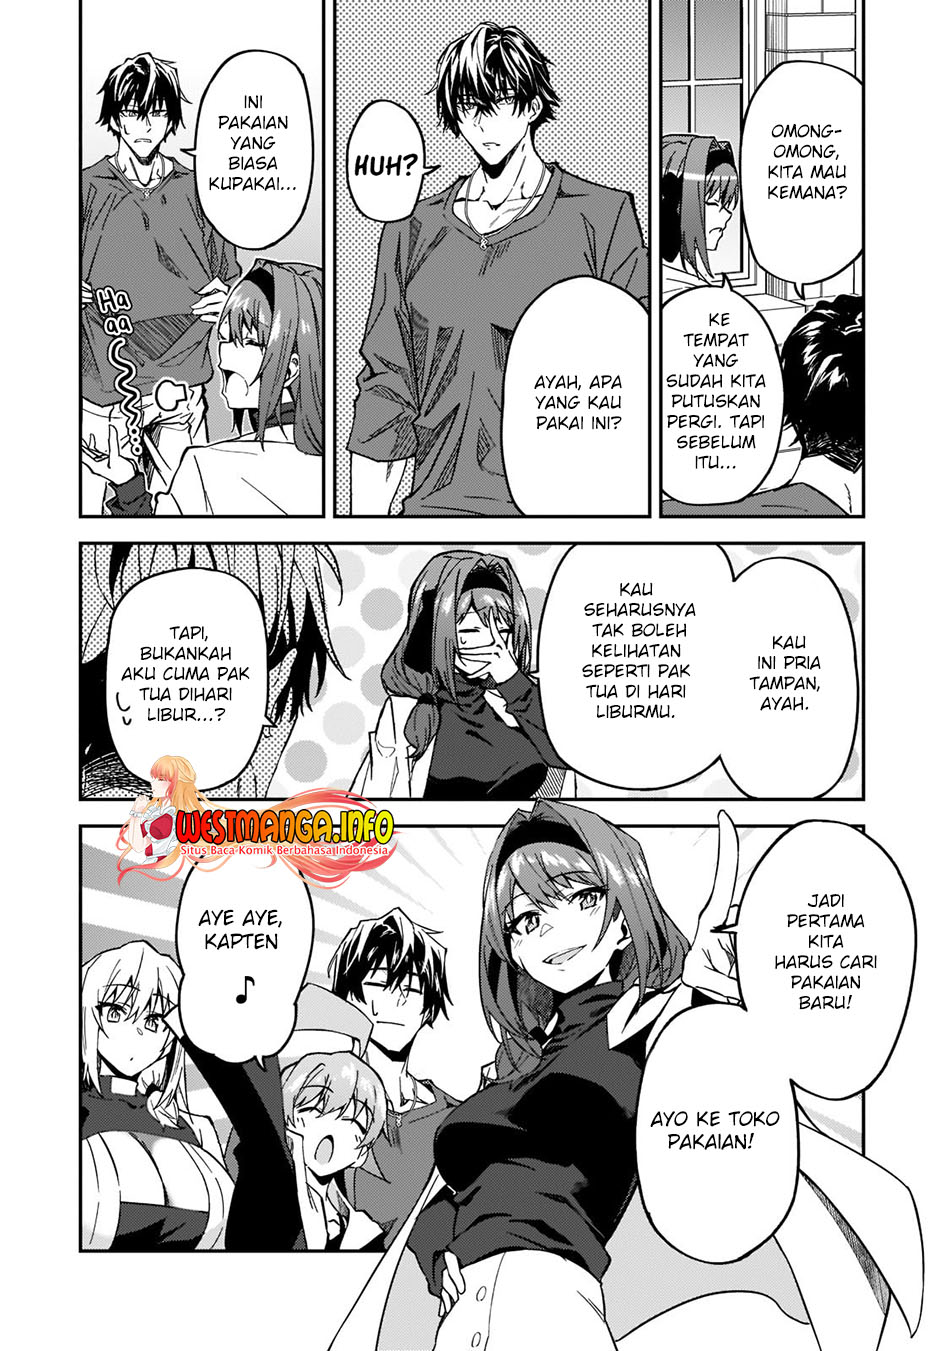 OMONG-
OMONG,
KITA MAU
KEMANA?
KE
TEMPAT
YANG
SUDAH KITA
PUTUSKAN
PERGI. TAPI
SEBELUM
ITU...
HUH?
AYAH, APA
YANG KAU
PAKAI INI?
INI
PAKAIAN
YANG
BIASA
KUPAKAI...
Ha
aa
KAU
INI PRIA
TAMPAN,
AYAH.
KAU
SEHARUSNYA
TAK BOLEH
KELIHATAN
SEPERTI PAK
TUA DI HARI
LIBURMU.
TAPI,
BUKANKAH
AKU CUMA PAK
TUA DIHARI
LIBUR...?
WESTMANGA.INFO
Situs Baca Komik Berbahasa Indonesia
JADI
PERTAMA
KITA
HARUS CARI
PAKAIAN
BARU!
AYO KE TOKO
PAKAIAN!
AYE AYE,
KAPTEN
♪